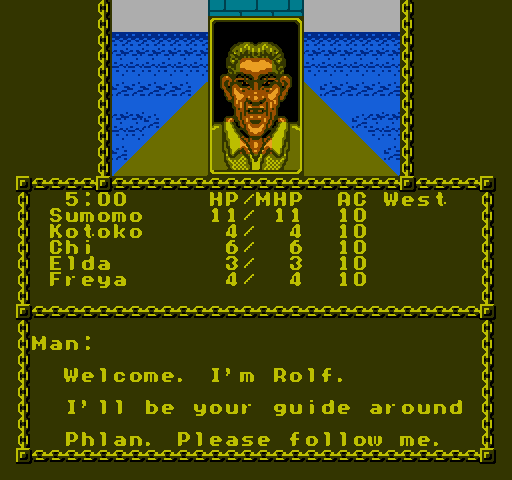 5:00 HP/MHP AC West
Sumomo 11/ 11 10
Kotoko 4/ 4 10
Chi 6/ 6 10
Elda 3/ 3 10
Freya 4/ 4 10
Man:
Welcome. I'm Rolf.
I'll be your guide around
Phlan. Please follow me.